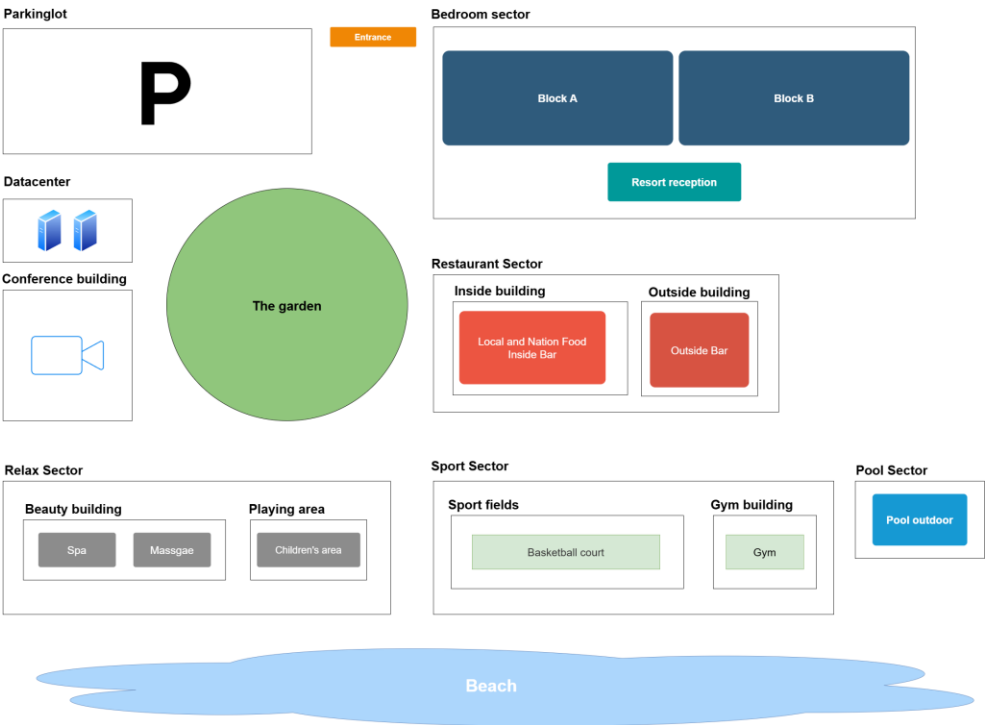 Parkinglot
P
Entrance
Bedroom sector
Block A
Block B
Resort reception
Datacenter
Conference building
The garden
Restaurant Sector
Inside building
Local and Nation Food
Inside Bar
Outside building
Outside Bar
Relax Sector
Beauty building
Spa
Massgae
Playing area
Children's area
Sport Sector
Sport fields
Basketball court
Gym building
Gym
Pool Sector
Pool outdoor
Beach